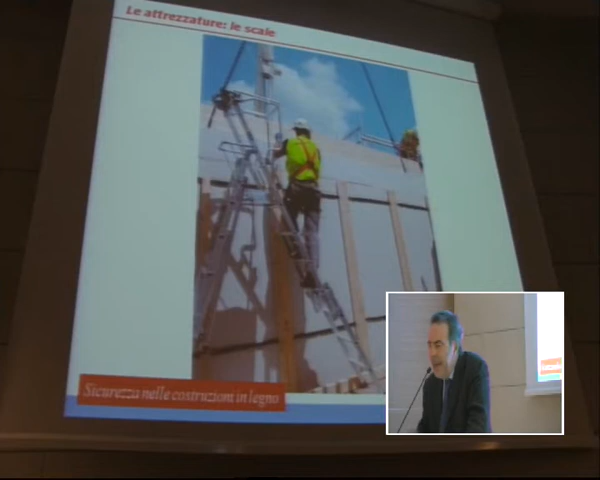 Le attrezzature: le scale
Sicurezza nelle costruzioni in legno